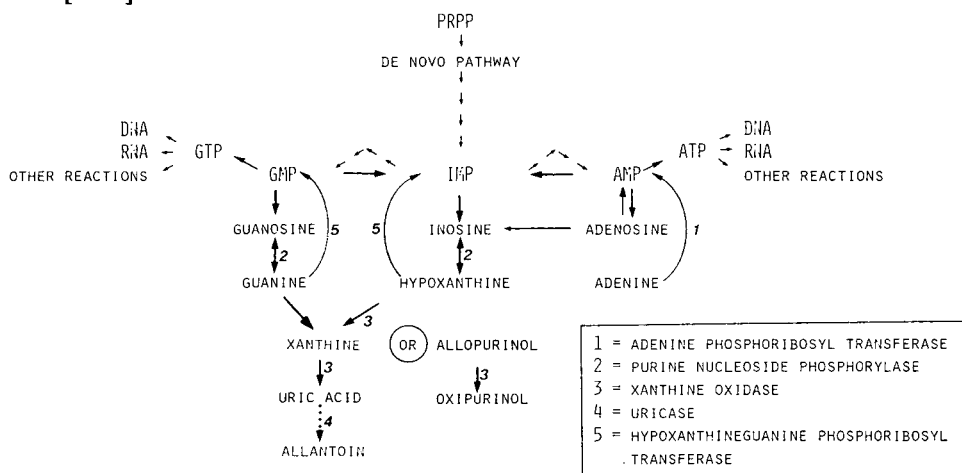 PRPP
DE NOVO PATHWAY
DNA
RNA
OTHER REACTIONS
GTP
GMP
IMP
AMP
ATP
DNA
RNA
OTHER REACTIONS
GUANOSINE
5
5
INOSINE
ADENOSINE
1
2
2
GUANINE
HYPOXANTHINE
ADENINE
3
XANTHINE
OR
ALLOPURINOL
3
3
URIC ACID
OXIPURINOL
4
ALLANTOIN
1 = ADENINE PHOSPHORIBOSYL TRANSFERASE
2 = PURINE NUCLEOSIDE PHOSPHORYLASE
3 = XANTHINE OXIDASE
4 = URICASE
5 = HYPOXANTHINEGUANINE PHOSPHORIBOSYL
TRANSFERASE